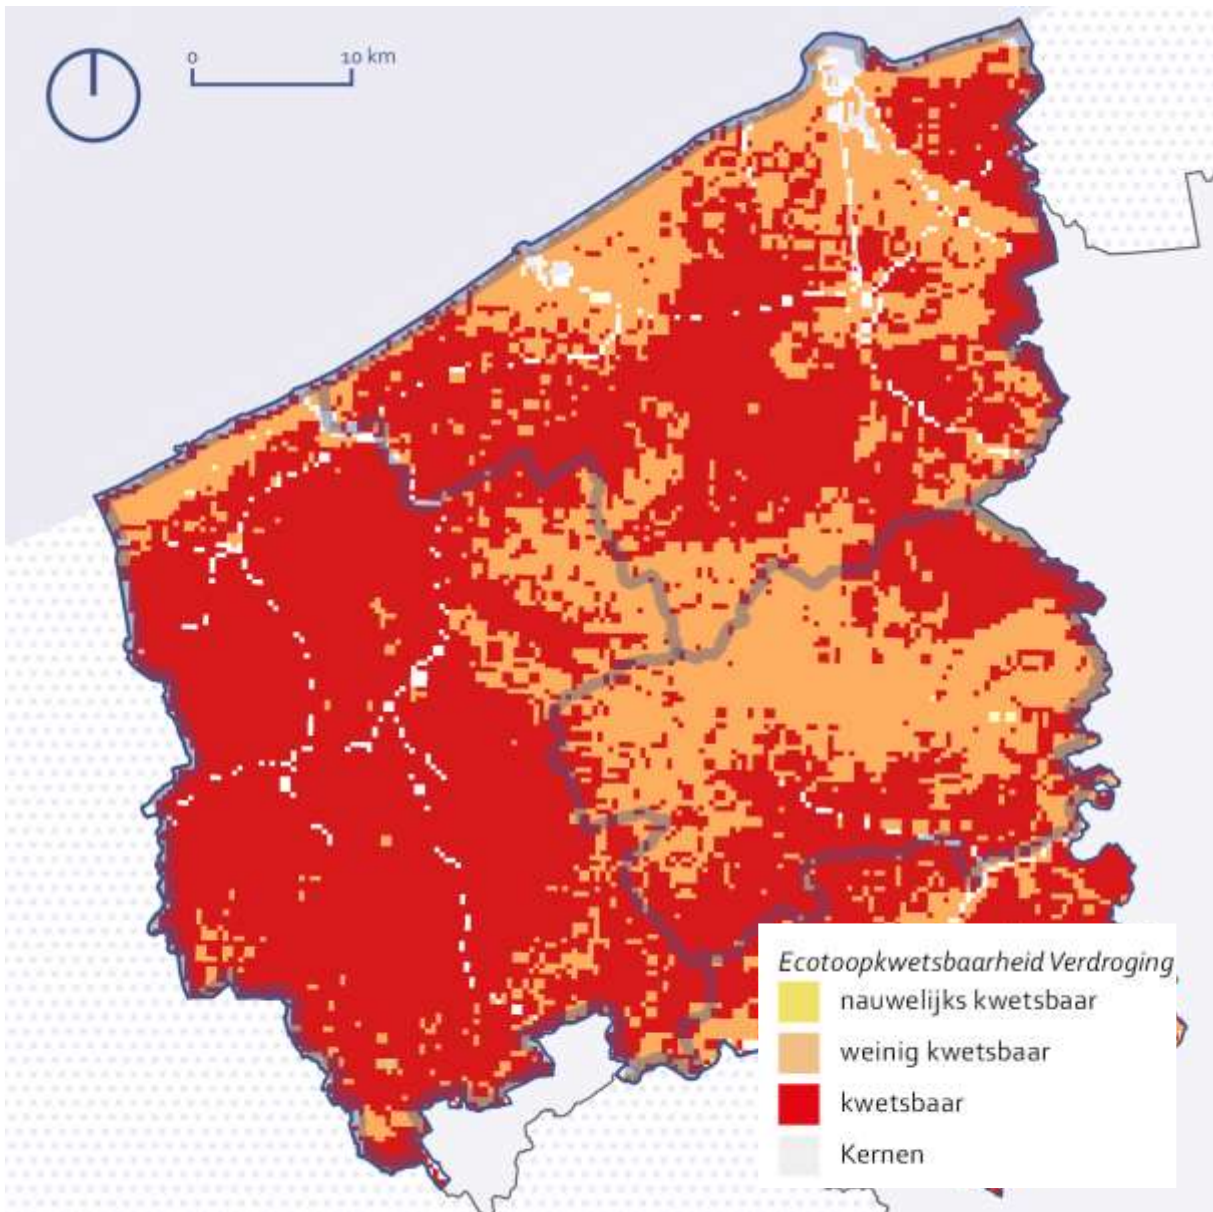 0 10 km
Ecotoopkwetsbaarheid Verdroging
nauwelijks kwetsbaar
weinig kwetsbaar
kwetsbaar
Kernen